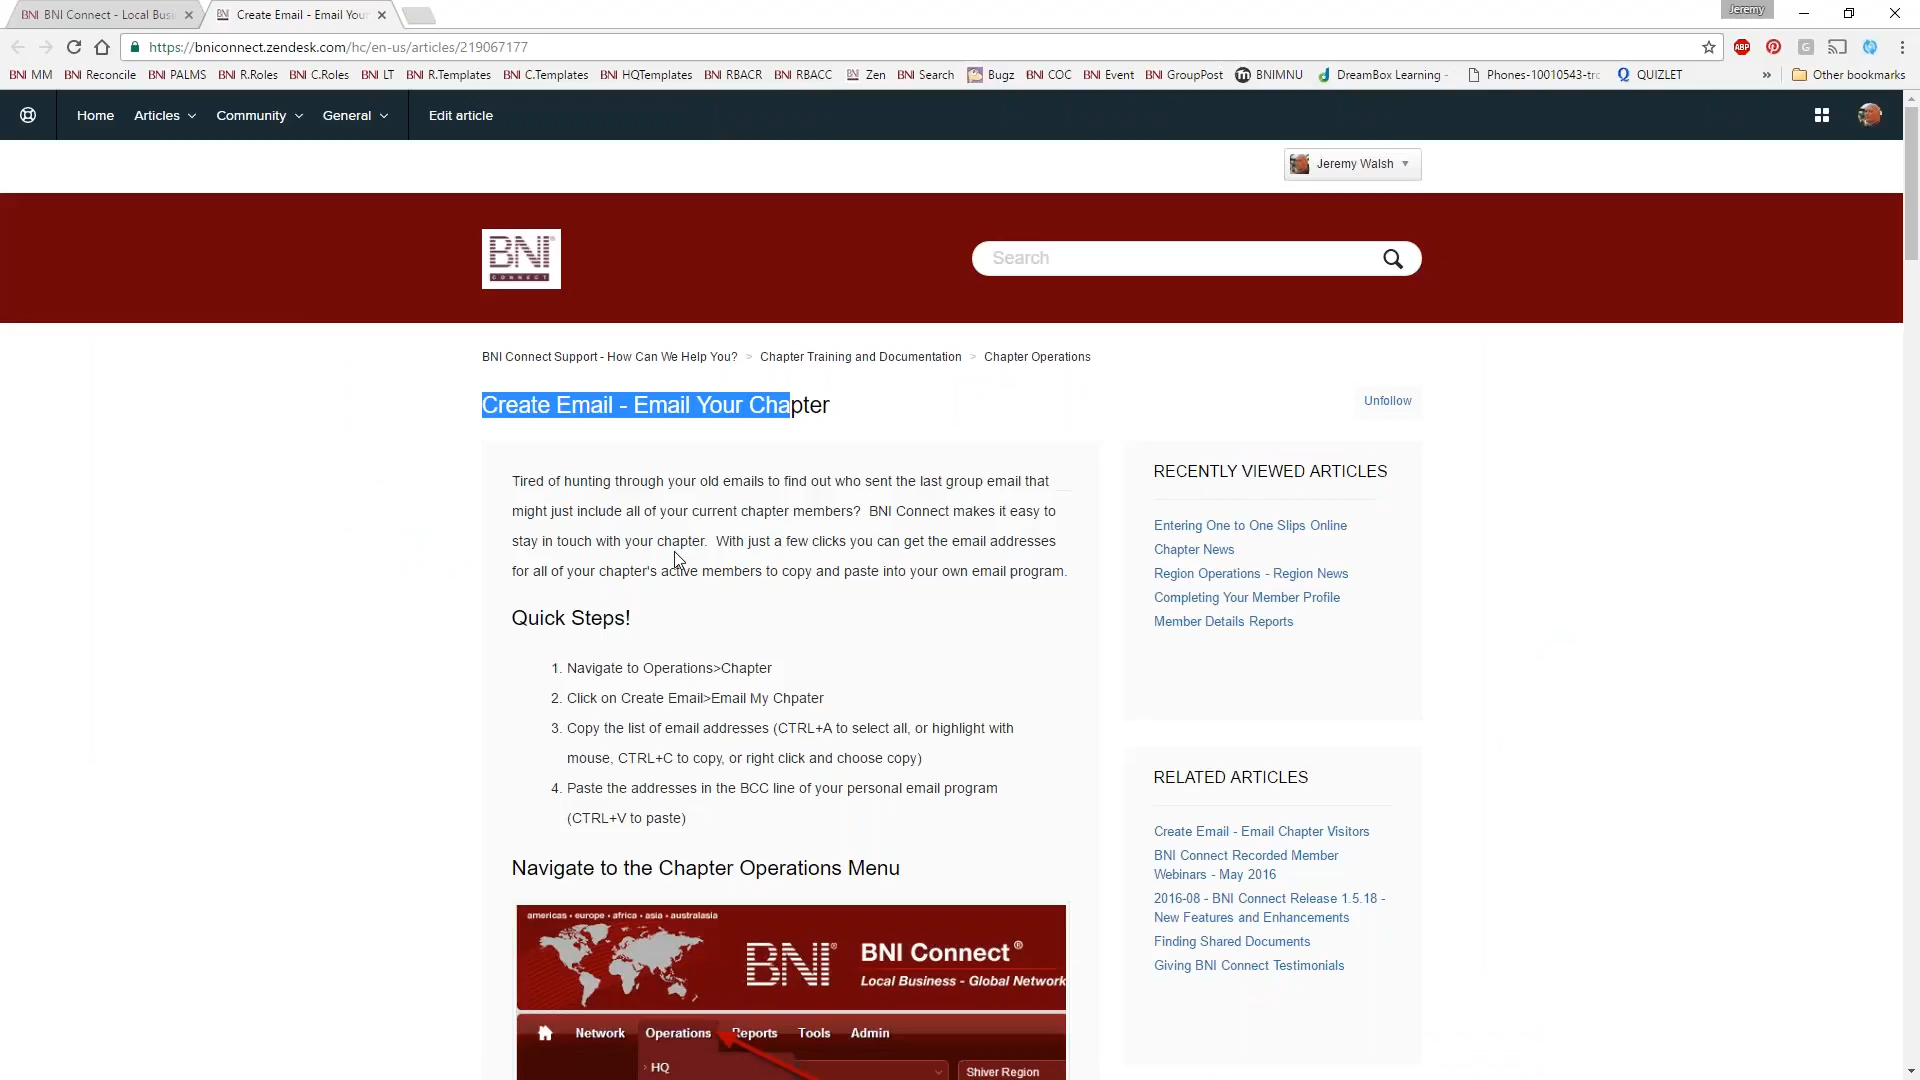 BNI BNI Connect - Local Busi
BNI Create Email - Email Your
Jeremy
https://bniconnect.zendesk.com/hc/en-us/articles/219067177
ABP
BNI MM BNI Reconcile BNI PALMS BNI R.Roles BNI C.Roles BNI LT BNI R.Templates BNI C.Templates BNI HQTemplates BNI RBACR BNI RBACC BNI Zen BNI Search Bugz BNI COC BNI Event BNI GroupPost BNIMNU DreamBox Learning - Phones-10010543-trc QUIZLET » Other bookmarks
Home Articles Community General Edit article
Jeremy Walsh
BNI
CONNECT
Search
BNI Connect Support - How Can We Help You? > Chapter Training and Documentation > Chapter Operations
Create Email - Email Your Chapter
Unfollow
Tired of hunting through your old emails to find out who sent the last group email that
might just include all of your current chapter members? BNI Connect makes it easy to
stay in touch with your chapter. With just a few clicks you can get the email addresses
for all of your chapter's active members to copy and paste into your own email program.
Quick Steps!
1. Navigate to Operations>Chapter
2. Click on Create Email>Email My Chpater
3. Copy the list of email addresses (CTRL+A to select all, or highlight with
mouse, CTRL+C to copy, or right click and choose copy)
4. Paste the addresses in the BCC line of your personal email program
(CTRL+V to paste)
Navigate to the Chapter Operations Menu
americas • europe • africa • asia • australasia
BNI®
BNI Connect®
Local Business - Global Network
Network Operations Reports Tools Admin
› HQ
Shiver Region
RECENTLY VIEWED ARTICLES
Entering One to One Slips Online
Chapter News
Region Operations - Region News
Completing Your Member Profile
Member Details Reports
RELATED ARTICLES
Create Email - Email Chapter Visitors
BNI Connect Recorded Member
Webinars - May 2016
2016-08 - BNI Connect Release 1.5.18 -
New Features and Enhancements
Finding Shared Documents
Giving BNI Connect Testimonials